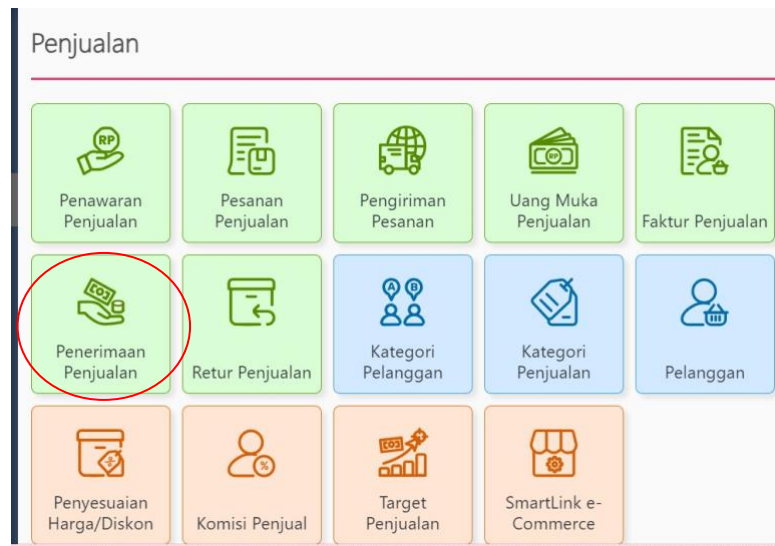 Penjualan
RP
Penawaran
Penjualan
Pesanan
Penjualan
Pengiriman
Pesanan
RP
Uang Muka
Penjualan
Faktur Penjualan
Penerimaan
Penjualan
Retur Penjualan
A B
Kategori
Pelanggan
Kategori
Penjualan
Pelanggan
Penyesuaian
Harga/Diskon
%
Komisi Penjual
Target
Penjualan
SmartLink e-
Commerce